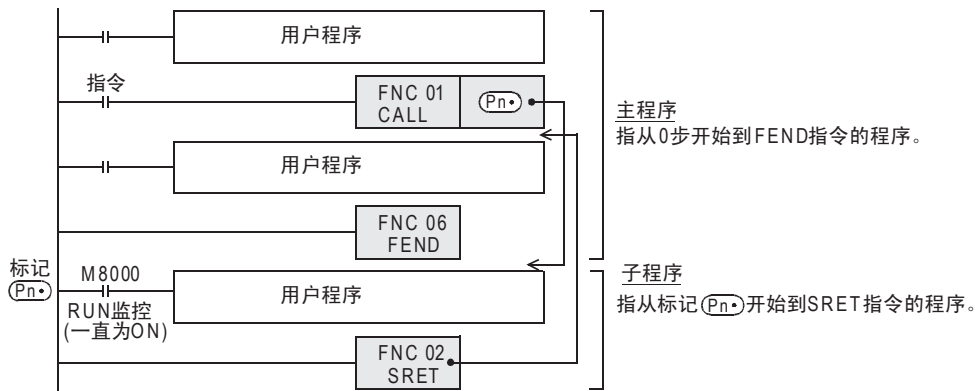 用户程序
指令
FNC 01
CALL
Pn•
主程序
指从0步开始到FEND指令的程序。
用户程序
FNC 06
FEND
标记
Pn•
M8000
RUN监控
(一直为ON)
用户程序
子程序
指从标记Pn•开始到SRET指令的程序。
FNC 02
SRET